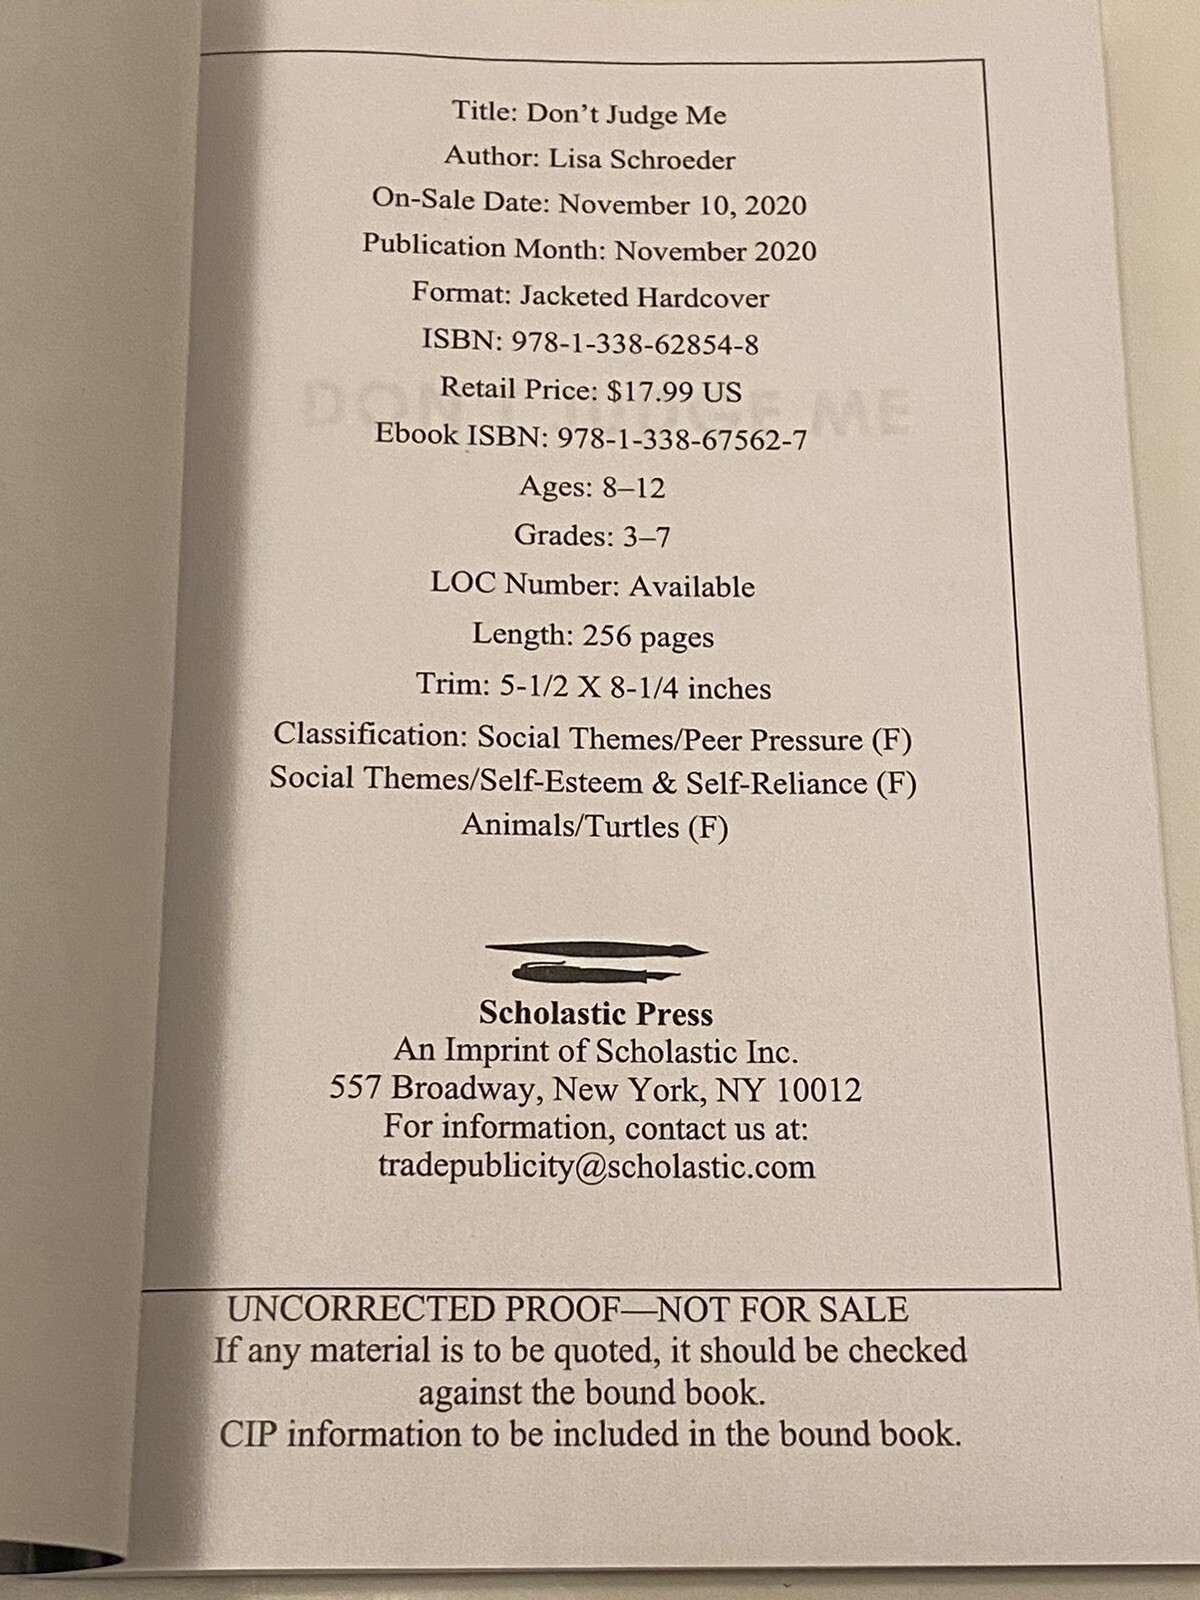 Title: Don't Judge Me
Author: Lisa Schroeder
On-Sale Date: November 10, 2020
Publication Month: November 2020
Format: Jacketed Hardcover
ISBN: 978-1-338-62854-8
DON'T JUDGE ME
Retail Price: $17.99 US
Ebook ISBN: 978-1-338-67562-7
Ages: 8–12
Grades: 3–7
LOC Number: Available
Length: 256 pages
Trim: 5-1/2 X 8-1/4 inches
Classification: Social Themes/Peer Pressure (F)
Social Themes/Self-Esteem & Self-Reliance (F)
Animals/Turtles (F)
Scholastic Press
An Imprint of Scholastic Inc.
557 Broadway, New York, NY 10012
For information, contact us at:
tradepublicity@scholastic.com
UNCORRECTED PROOF—NOT FOR SALE
If any material is to be quoted, it should be checked
against the bound book.
CIP information to be included in the bound book.